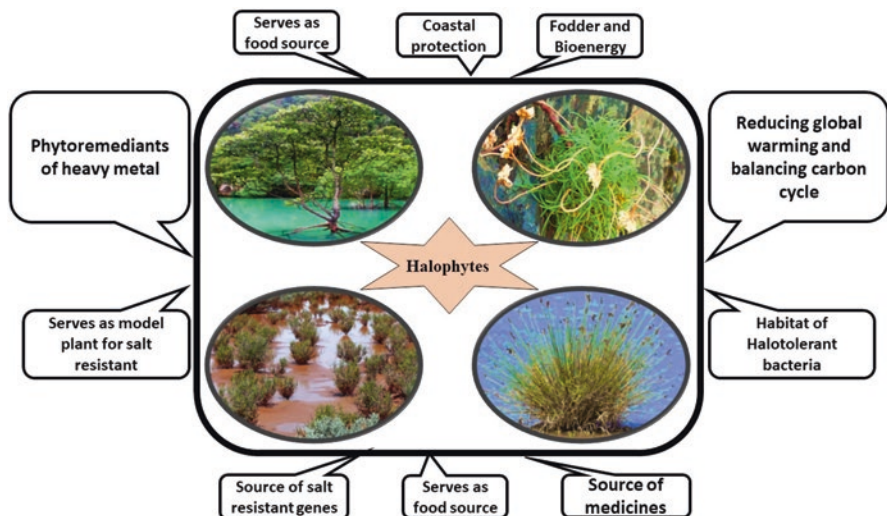 Serves as
food source
Coastal
protection
Fodder and
Bioenergy
Phytoremediants
of heavy metal
Reducing global
warming and
balancing carbon
cycle
Halophytes
Serves as model
plant for salt
resistant
Habitat of
Halotolerant
bacteria
Source of salt
resistant genes
Serves as
food source
Source of
medicines